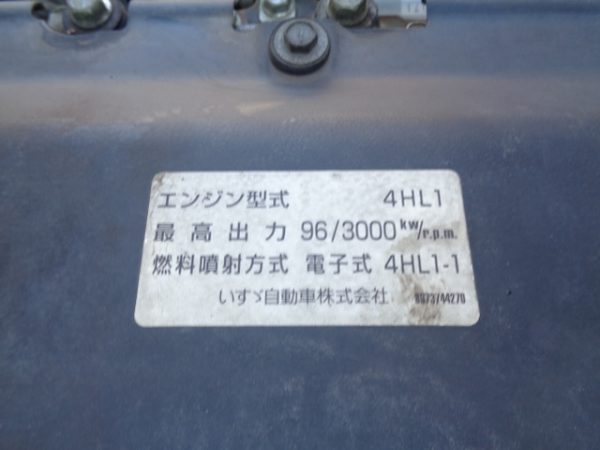 エンジン型式 4HL1
最高出力 96/3000 kW/r.p.m.
燃料噴射方式 電子式 4HL1-1
いすゞ自動車株式会社